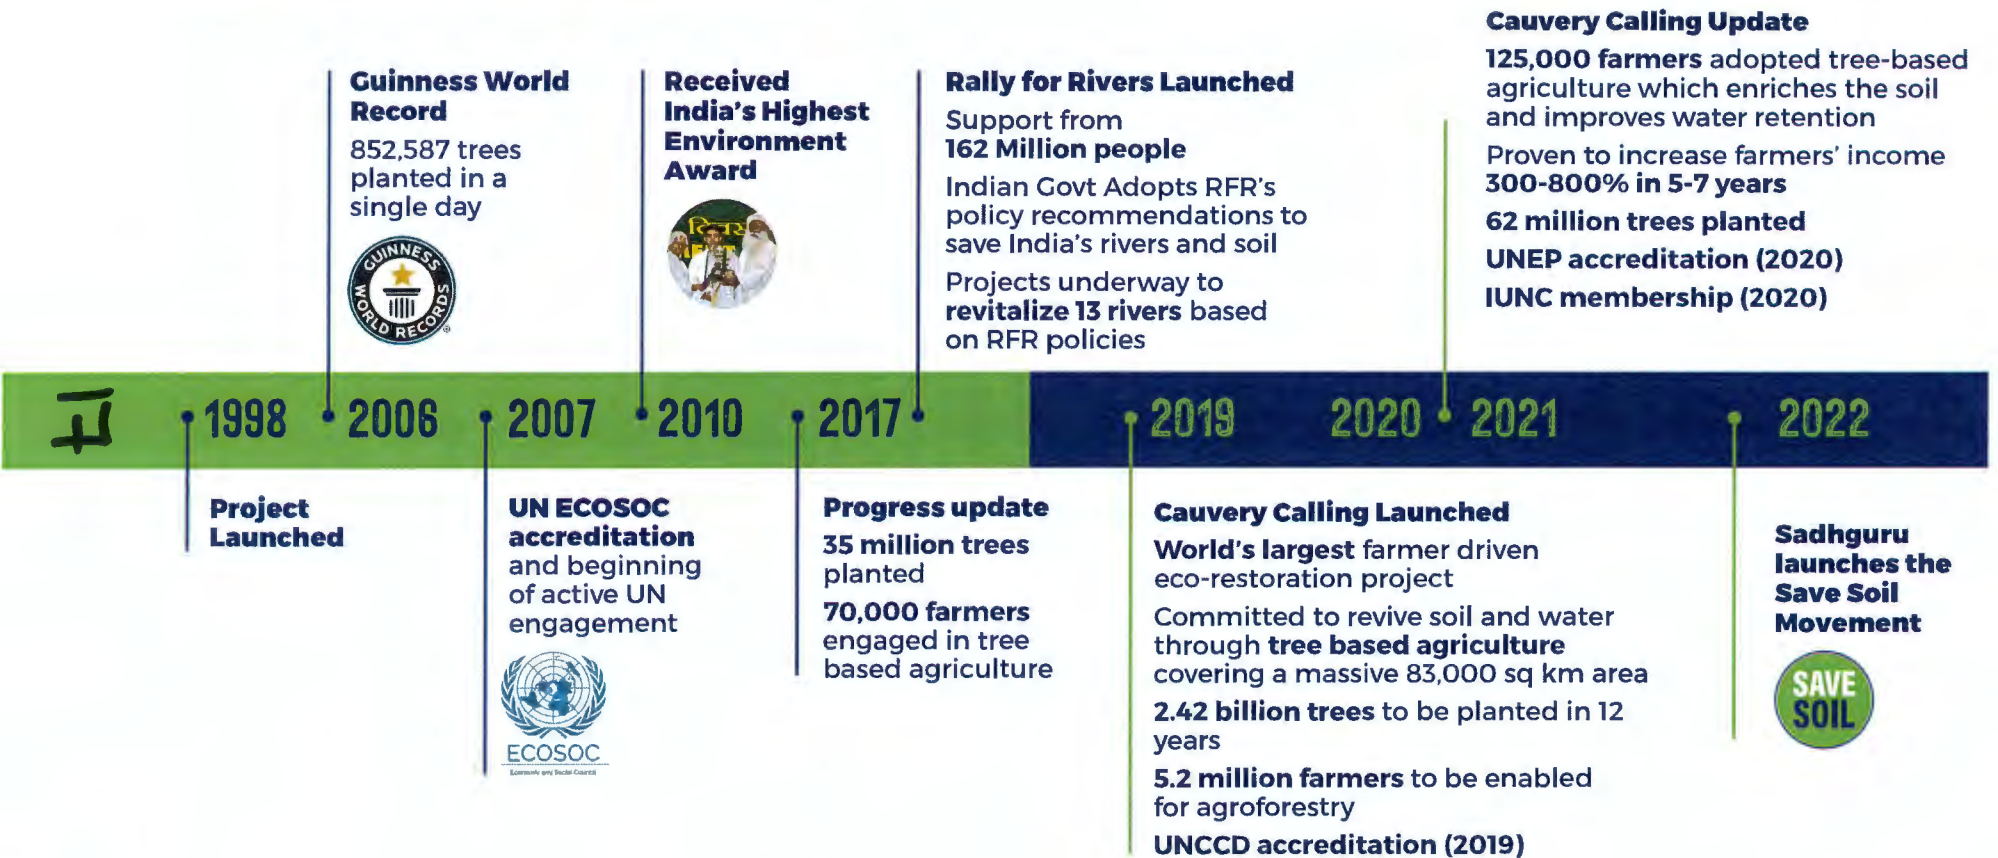 Cauvery Calling Update
125,000 farmers adopted tree-based
agriculture which enriches the soil
and improves water retention
Proven to increase farmers' income
300-800% in 5-7 years
62 million trees planted
UNEP accreditation (2020)
IUNC membership (2020)
Guinness World
Record
852,587 trees
planted in a
single day
GUINNESS
WORLD RECORDS
Received
India's Highest
Environment
Award
Rally for Rivers Launched
Support from
162 Million people
Indian Govt Adopts RFR's
policy recommendations to
save India's rivers and soil
Projects underway to
revitalize 13 rivers based
on RFR policies
1998 2006 2007 2010 2017 2019 2020 2021 2022
Project
Launched
UN ECOSOC
accreditation
and beginning
of active UN
engagement
ECOSOC
Economic and Social Council
Progress update
35 million trees
planted
70,000 farmers
engaged in tree
based agriculture
Cauvery Calling Launched
World's largest farmer driven
eco-restoration project
Committed to revive soil and water
through tree based agriculture
covering a massive 83,000 sq km area
2.42 billion trees to be planted in 12
years
5.2 million farmers to be enabled
for agroforestry
UNCCD accreditation (2019)
Sadhguru
launches the
Save Soil
Movement
SAVE
SOIL